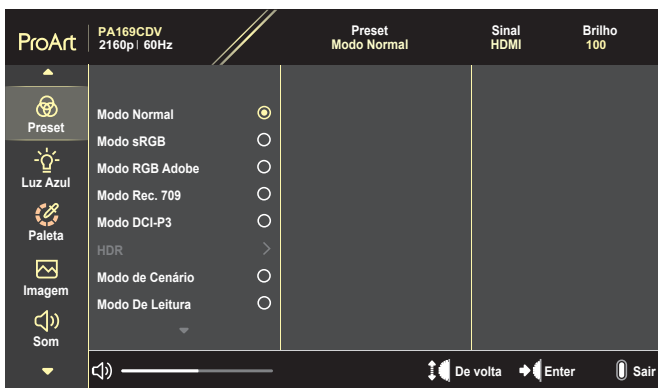 ProArt
PA169CDV
2160p | 60Hz
Preset
Modo Normal
Sinal
HDMI
Brilho
100
Preset
Luz Azul
Paleta
Imagem
Som
Modo Normal
Modo sRGB
Modo RGB Adobe
Modo Rec. 709
Modo DCI-P3
HDR
Modo de Cenário
Modo De Leitura
De volta
Enter
Sair